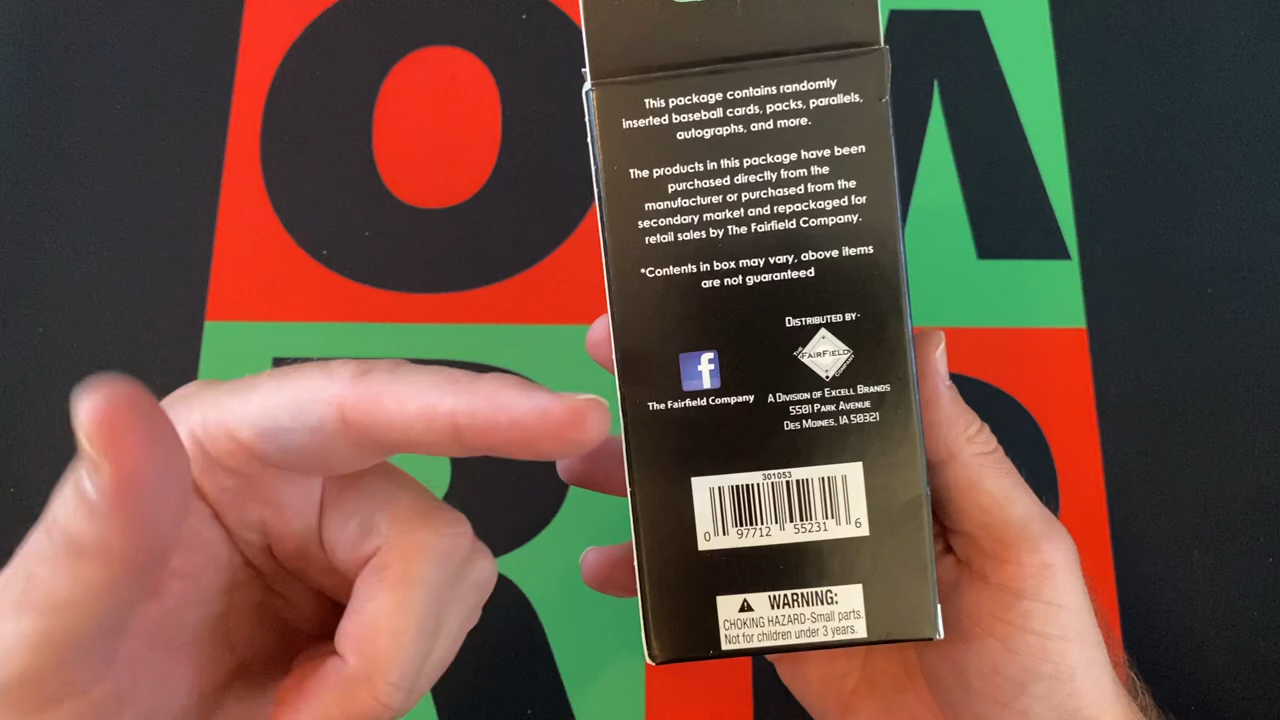 This package contains randomly
inserted baseball cards, packs, parallels,
autographs, and more.
The products in this package have been
purchased directly from the
manufacturer or purchased from the
secondary market and repackaged for
retail sales by The Fairfield Company.
*Contents in box may vary, above items
are not guaranteed
DISTRIBUTED BY:
THE
FAIRFIELD
COMPANY
f
The Fairfield Company
A DIVISION OF EXCELL BRANDS
5501 PARK AVENUE
DES MOINES, IA 50321
301053
0 97712 55231 6
WARNING:
CHOKING HAZARD-Small parts.
Not for children under 3 years.